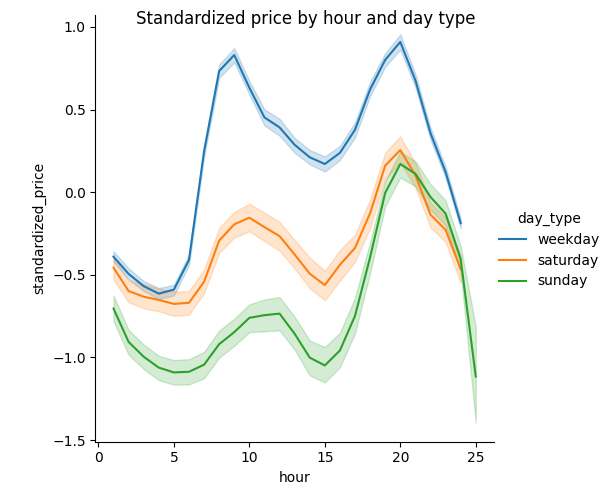 Standardized price by hour and day type
1.0
0.5
0.0
−0.5
−1.0
−1.5
standardized_price
0 5 10 15 20 25
hour
day_type
weekday
saturday
sunday